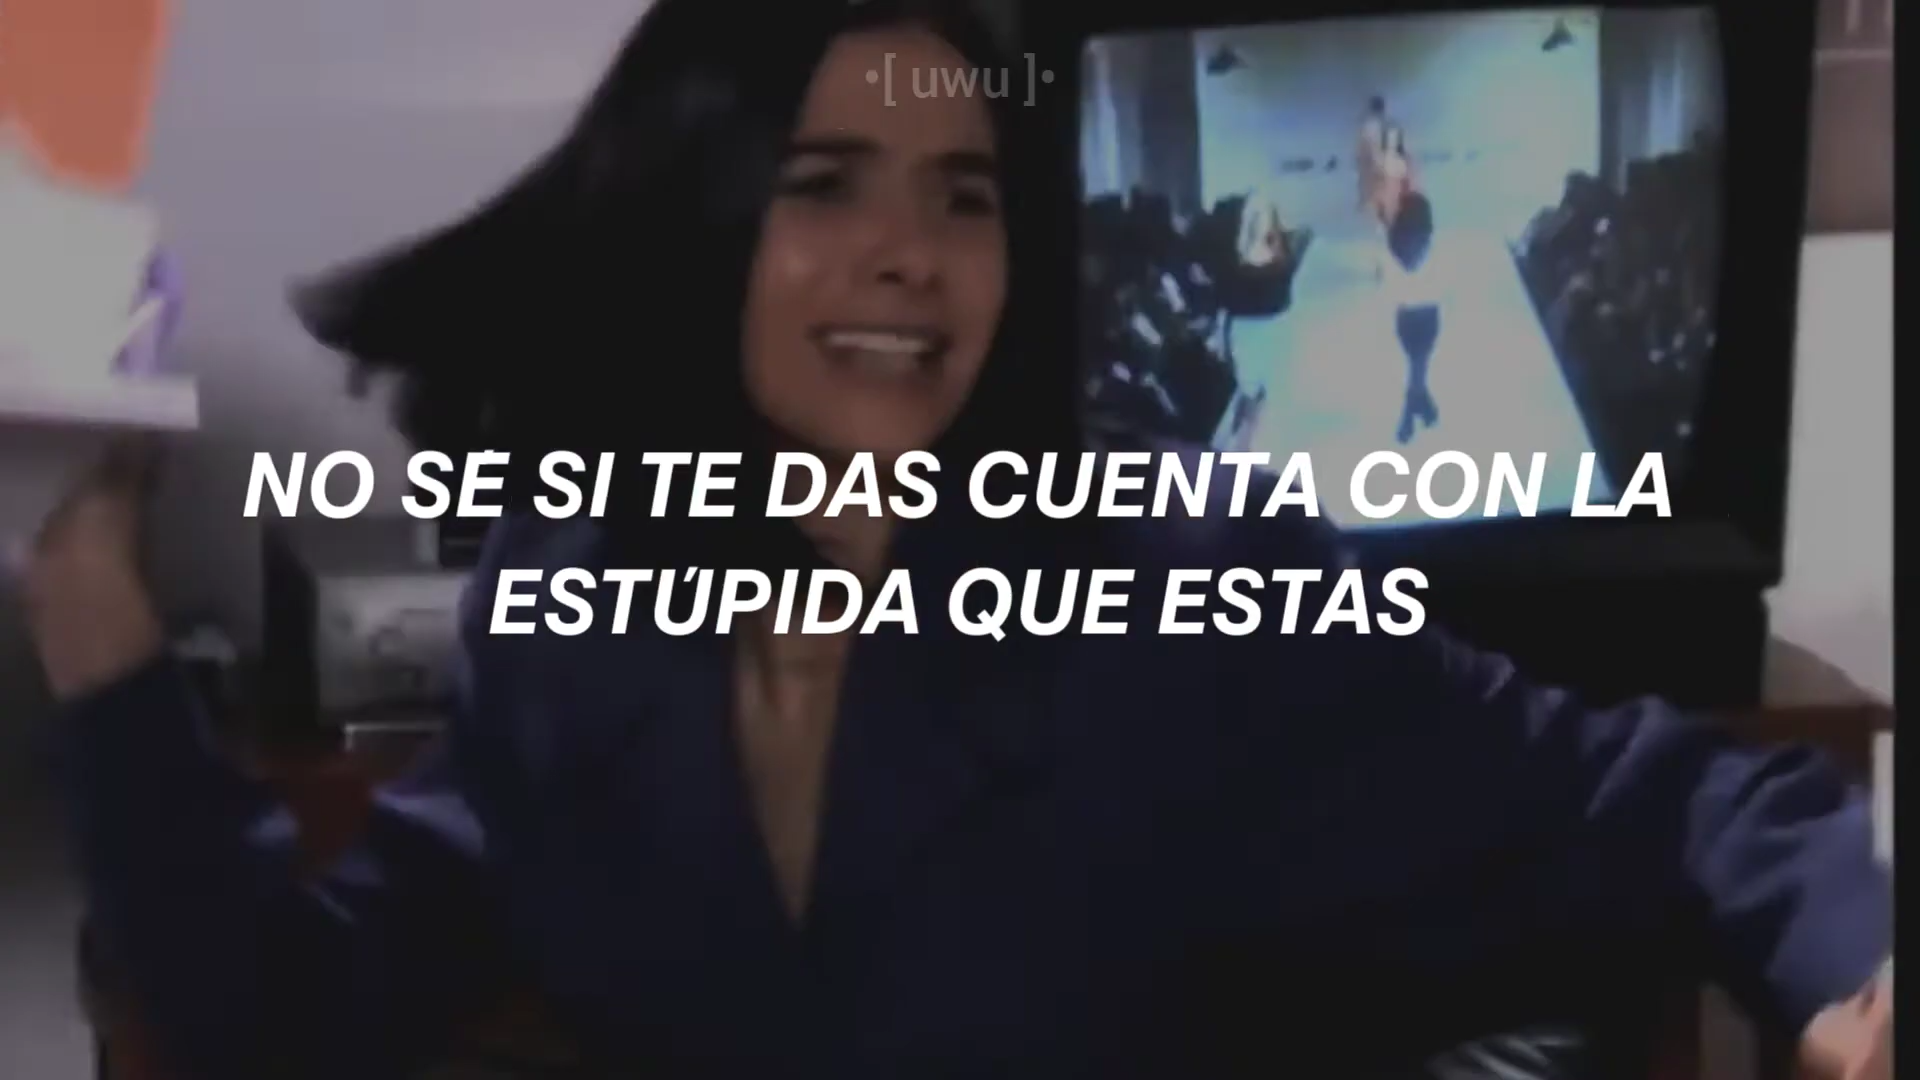 •[ uwu ]•
NO SÉ SI TE DAS CUENTA CON LA
ESTÚPIDA QUE ESTAS